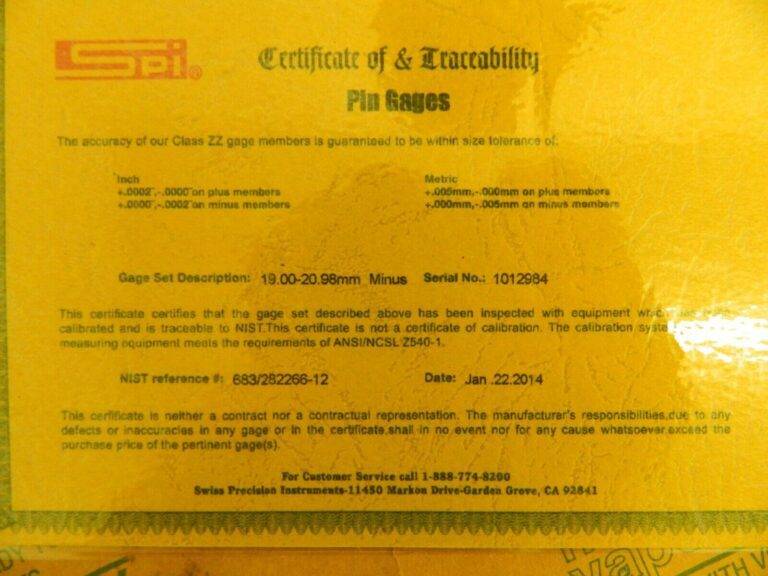 SPi®
Certificate of & Traceability
Pin Gages
The accuracy of our Class ZZ gage members is guaranteed to be within size tolerance of:
Inch Metric
+.0002",-.0000"on plus members +.005mm,-.000mm on plus members
+.0000",-.0002"on minus members +.000mm,-.005mm on minus members
Gage Set Description: 19.00-20.98mm Minus Serial No.: 1012984
This certificate certifies that the gage set described above has been inspected with equipment
calibrated and is traceable to NIST.This certificate is not a certificate of calibration. The calibration
measuring equipment meets the requirements of ANSI/NCSL Z540-1.
NIST reference #: 683/282266-12 Date: Jan .22.2014
This certificate is neither a contract nor a contractual representation. The manufacturer's responsibilities,due to any
defects or inaccuracies in any gage or in the certificate,shall in no event nor for any cause whatsoever,exceed the
purchase price of the pertinent gage(s).
For Customer Service call 1-888-774-8200
Swiss Precision Instruments-11450 Markon Drive-Garden Grove, CA 92841
vap